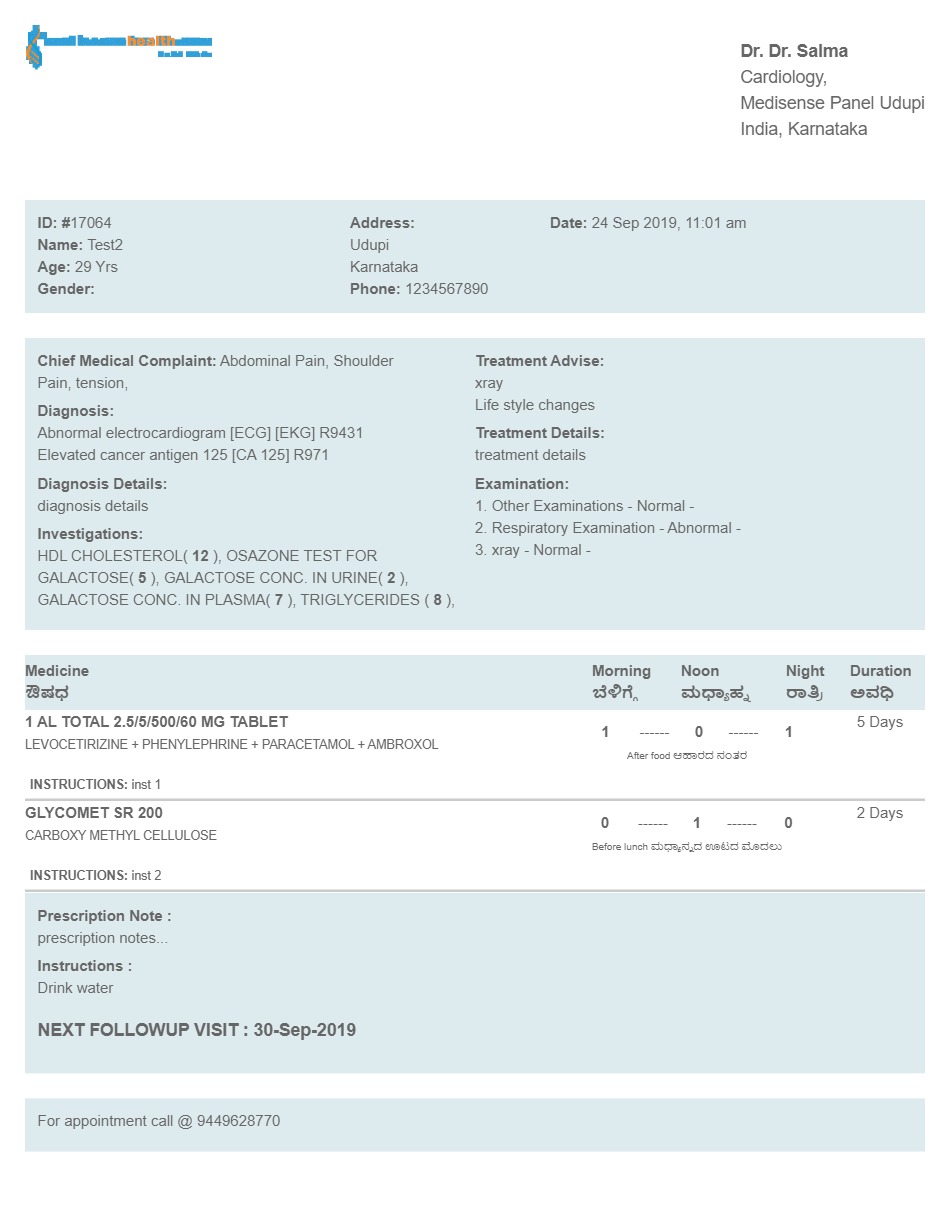 health
Dr. Dr. Salma
Cardiology,
Medisense Panel Udupi
India, Karnataka
ID: #17064
Name: Test2
Age: 29 Yrs
Gender:
Address:
Udupi
Karnataka
Phone: 1234567890
Date: 24 Sep 2019, 11:01 am
Chief Medical Complaint: Abdominal Pain, Shoulder
Pain, tension,
Diagnosis:
Abnormal electrocardiogram [ECG] [EKG] R9431
Elevated cancer antigen 125 [CA 125] R971
Diagnosis Details:
diagnosis details
Investigations:
HDL CHOLESTEROL( 12 ), OSAZONE TEST FOR
GALACTOSE( 5 ), GALACTOSE CONC. IN URINE( 2 ),
GALACTOSE CONC. IN PLASMA( 7 ), TRIGLYCERIDES ( 8 ),
Treatment Advise:
xray
Life style changes
Treatment Details:
treatment details
Examination:
1. Other Examinations - Normal -
2. Respiratory Examination - Abnormal -
3. xray - Normal -
Medicine Morning Noon Night Duration
ಔಷಧ ಬೆಳಿಗ್ಗೆ ಮಧ್ಯಾಹ್ನ ರಾತ್ರಿ ಅವಧಿ
1 AL TOTAL 2.5/5/500/60 MG TABLET 5 Days
1 ------ 0 ------ 1
LEVOCETIRIZINE + PHENYLEPHRINE + PARACETAMOL + AMBROXOL
After food ಆಹಾರದ ನಂತರ
INSTRUCTIONS: inst 1
GLYCOMET SR 200 2 Days
0 ------ 1 ------ 0
CARBOXY METHYL CELLULOSE
Before lunch ಮಧ್ಯಾನ್ನದ ಊಟದ ಮೊದಲು
INSTRUCTIONS: inst 2
Prescription Note :
prescription notes...
Instructions :
Drink water
NEXT FOLLOWUP VISIT : 30-Sep-2019
For appointment call @ 9449628770